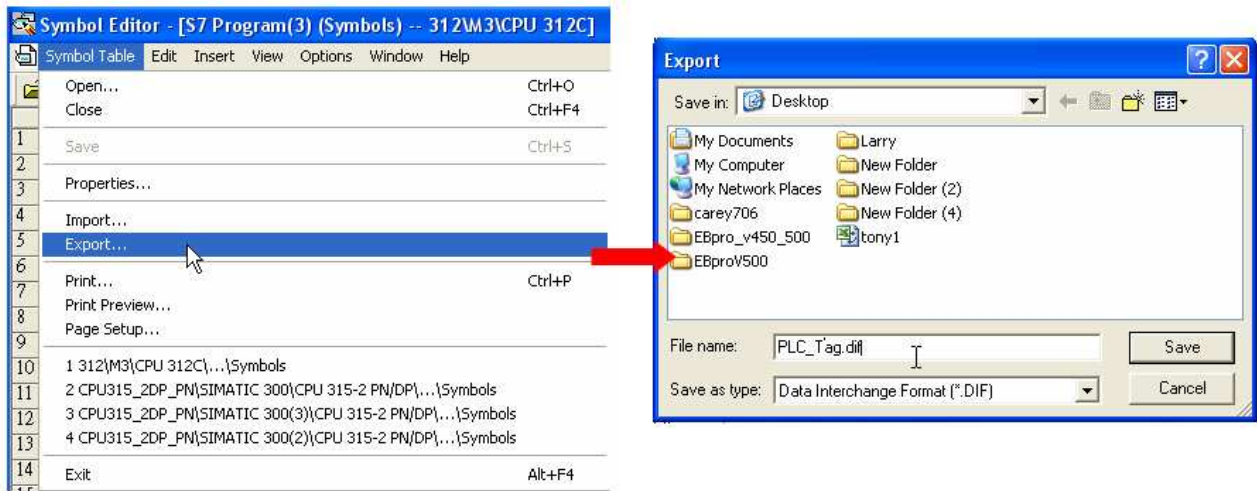 Symbol Editor - [S7 Program(3) (Symbols) -- 312\M3\CPU 312C]
Symbol Table Edit Insert View Options Window Help
Open... Ctrl+O
Close Ctrl+F4
1
Save Ctrl+S
2
Properties...
3
4
Import...
5
Export...
6
Print... Ctrl+P
7
Print Preview...
8
Page Setup...
9
10 1 312\M3\CPU 312C\...\Symbols
11 2 CPU315_2DP_PN\SIMATIC 300\CPU 315-2 PN/DP\...\Symbols
12 3 CPU315_2DP_PN\SIMATIC 300(3)\CPU 315-2 PN/DP\...\Symbols
13 4 CPU315_2DP_PN\SIMATIC 300(2)\CPU 315-2 PN/DP\...\Symbols
14 Exit Alt+F4
Export
Save in: Desktop
My Documents
My Computer
My Network Places
carey706
EBpro_v450_500
EBproV500
Larry
New Folder
New Folder (2)
New Folder (4)
tony1
File name: PLC_Tag.dif
Save
Save as type: Data Interchange Format (*.DIF)
Cancel